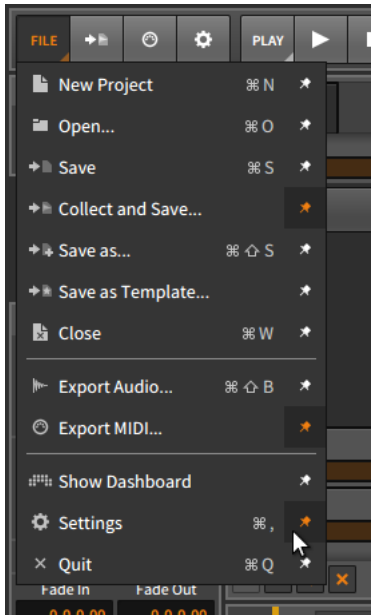 FILE PLAY
New Project ⌘ N
Open... ⌘ O
Save ⌘ S
Collect and Save...
Save as... ⌘ ⇧ S
Save as Template...
Close ⌘ W
Export Audio... ⌘ ⇧ B
Export MIDI...
Show Dashboard
Settings ⌘ ,
Quit ⌘ Q
Fade In Fade Out